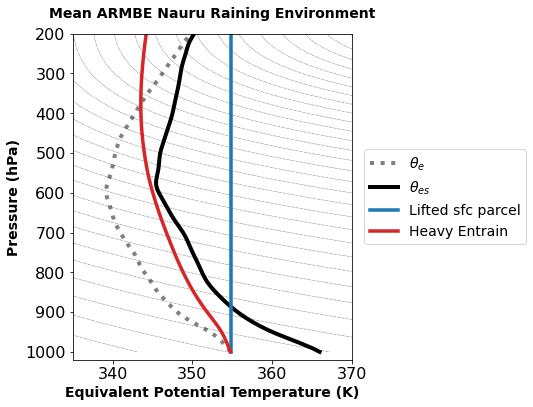 Mean ARMBE Nauru Raining Environment
200
300
400
500
600
700
800
900
1000
Pressure (hPa)
340
350
360
370
Equivalent Potential Temperature (K)
θe
θes
Lifted sfc parcel
Heavy Entrain